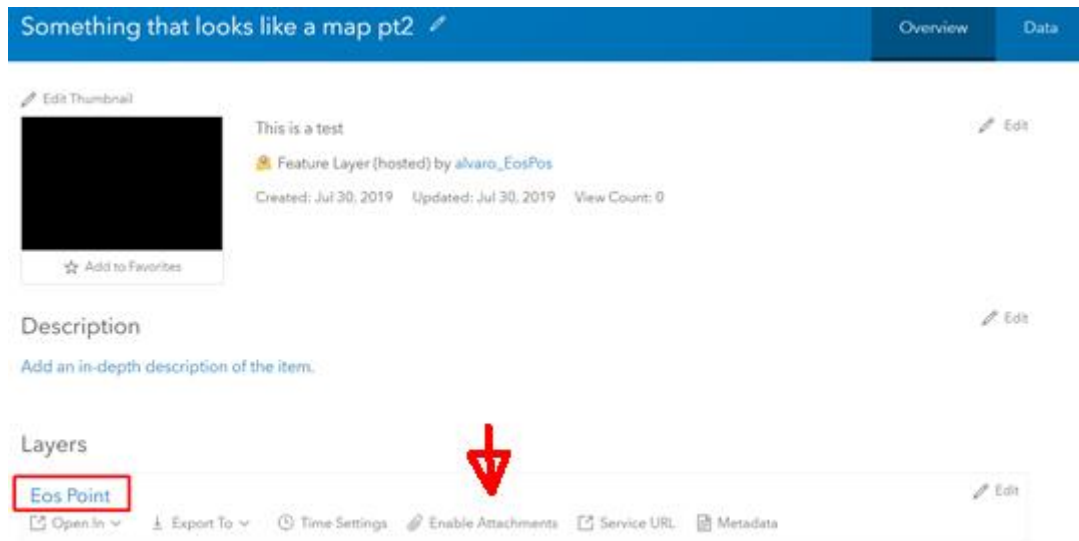 Something that looks like a map pt2
Overview
Data
Edit Thumbnail
This is a test
Edit
Feature Layer (hosted) by alvaro_EosPos
Created: Jul 30, 2019 Updated: Jul 30, 2019 View Count: 0
Add to Favorites
Description
Edit
Add an in-depth description of the item.
Layers
Eos Point
Edit
Open In Export To Time Settings Enable Attachments Service URL Metadata